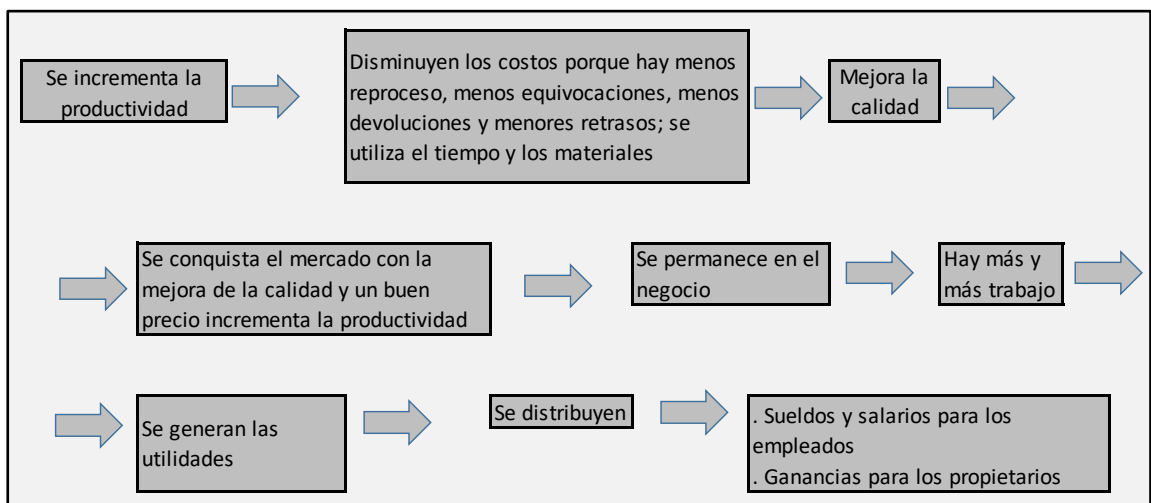 Se incrementa la
productividad
Disminuyen los costos porque hay menos
reproceso, menos equivocaciones, menos
devoluciones y menores retrasos; se
utiliza el tiempo y los materiales
Mejora la
calidad
Se conquista el mercado con la
mejora de la calidad y un buen
precio incrementa la productividad
Se permanece en el
negocio
Hay más y
más trabajo
Se generan las
utilidades
Se distribuyen
. Sueldos y salarios para los
empleados
. Ganancias para los propietarios